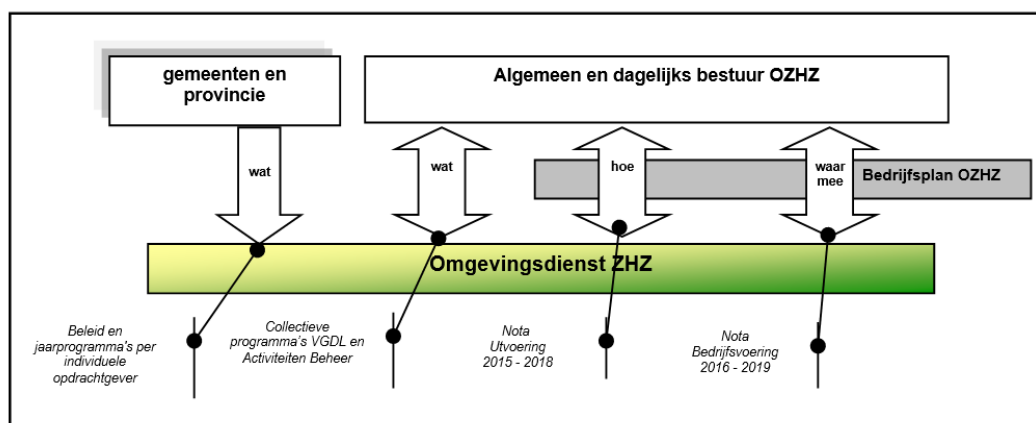 gemeenten en
provincie
Algemeen en dagelijks bestuur OZHZ
wat
wat
hoe
waar
mee
Bedrijfsplan OZHZ
Omgevingsdienst ZHZ
Beleid en
jaarprogramma's per
individuele
opdrachtgever
Collectieve
programma's VGDL en
Activiteiten Beheer
Nota
Utvoering
2015 - 2018
Nota
Bedrijfsvoering
2016 - 2019